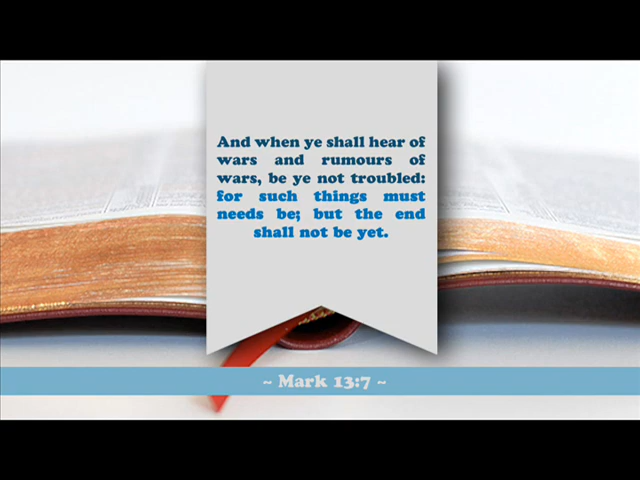 And when ye shall hear of
wars and rumours of
wars, be ye not troubled:
for such things must
needs be; but the end
shall not be yet.
~ Mark 13:7 ~